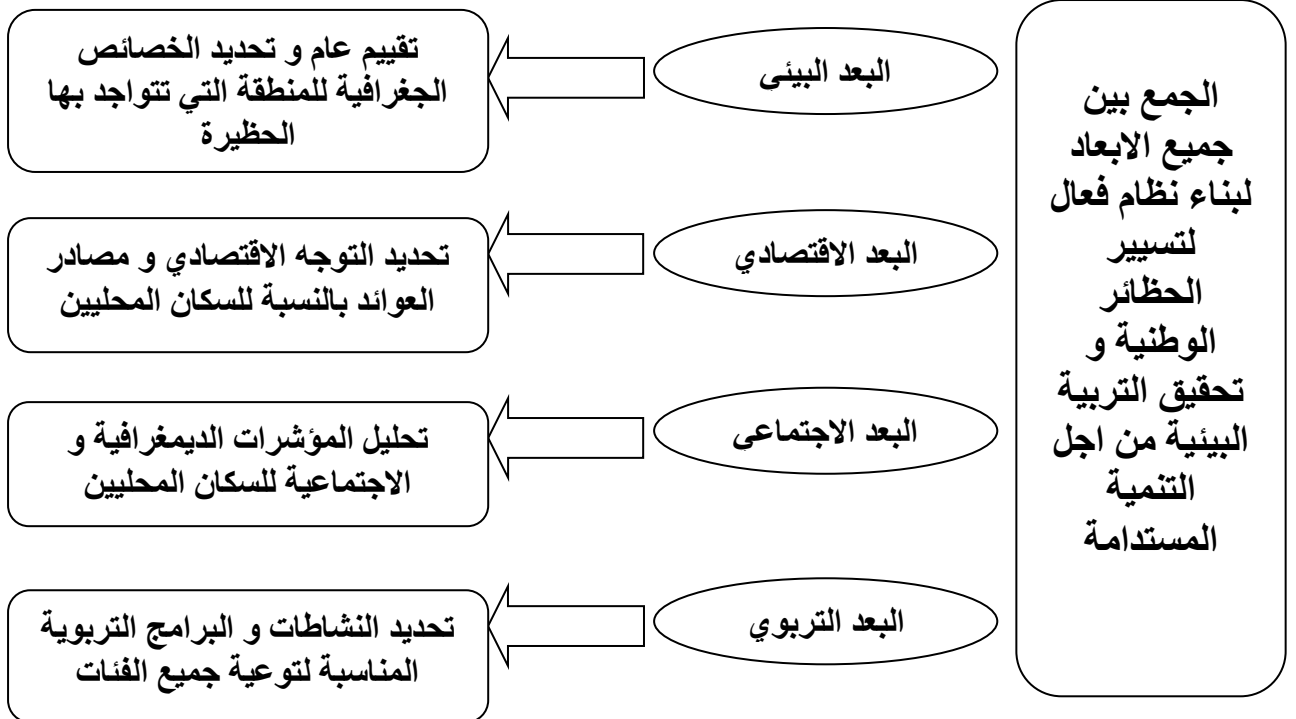 الجمع بين
جميع الابعاد
لبناء نظام فعال
لتسيير
الحظائر
الوطنية و
تحقيق التربية
البيئية من اجل
التنمية
المستدامة
البعد البيئي
تقييم عام و تحديد الخصائص
الجغرافية للمنطقة التي تتواجد بها
الحظيرة
البعد الاقتصادي
تحديد التوجه الاقتصادي و مصادر
العوائد بالنسبة للسكان المحليين
البعد الاجتماعي
تحليل المؤشرات الديمغرافية و
الاجتماعية للسكان المحليين
البعد التربوي
تحديد النشاطات و البرامج التربوية
المناسبة لتوعية جميع الفئات